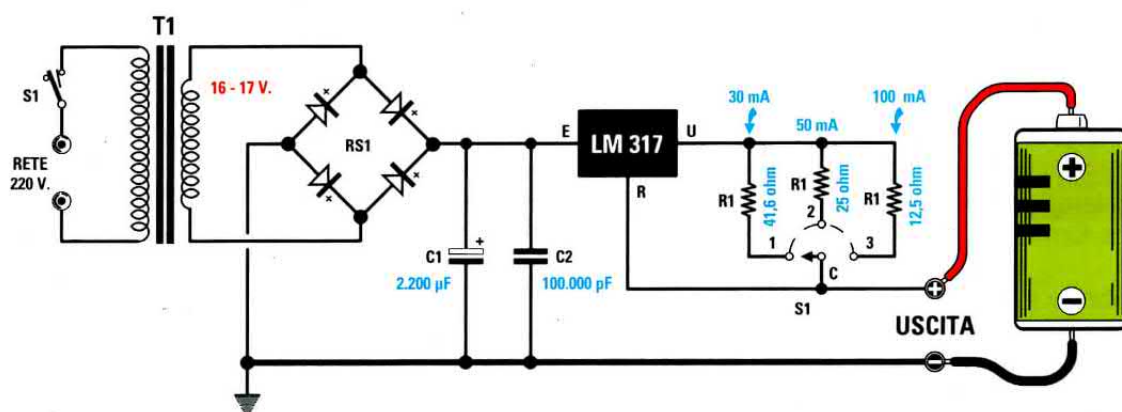 T1
S1
RETE
220 V.
16 - 17 V.
RS1
C1
+
2.200 µF
C2
100.000 pF
E
LM 317
U
R
30 mA
50 mA
100 mA
R1
41,6 ohm
R1
25 ohm
R1
12,5 ohm
1
2
3
C
S1
+
USCITA
−
+
−